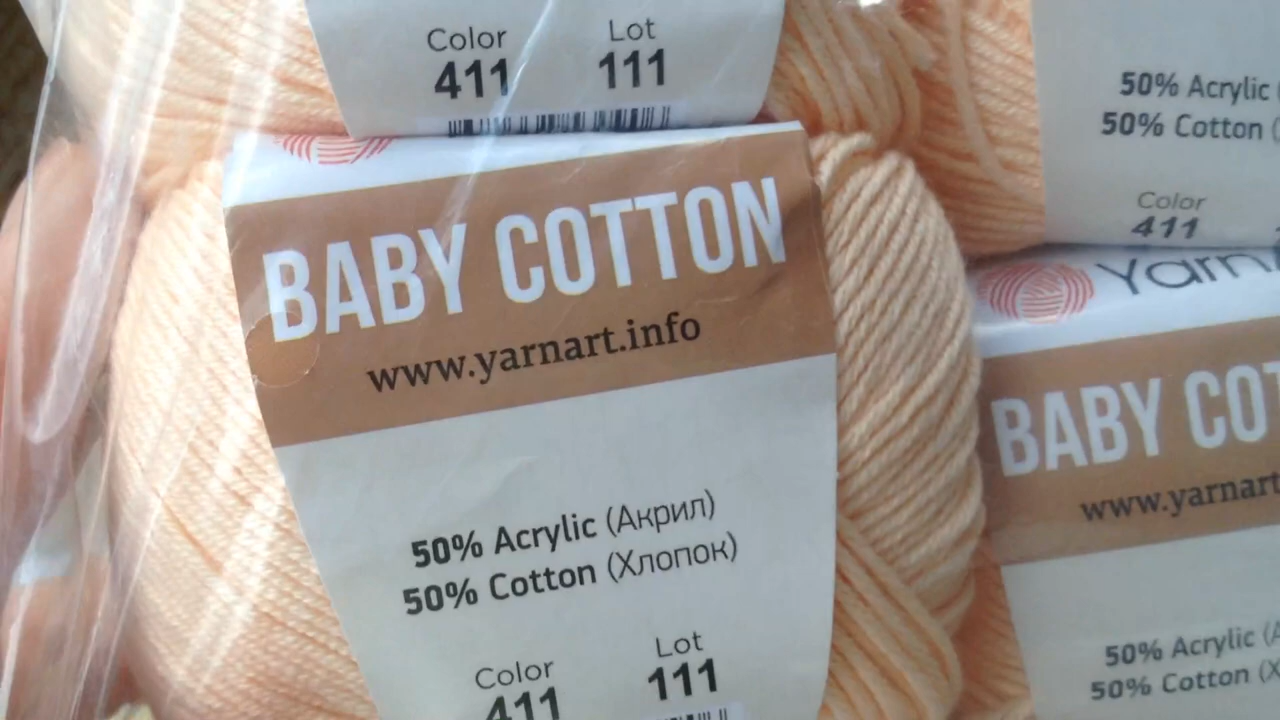 Color Lot
411 111
BABY COTTON
www.yarnart.info
50% Acrylic (Акрил)
50% Cotton (Хлопок)
Color Lot
411 111
50% Acrylic
50% Cotton
Color
411
BABY
www.yarnart
50% Acrylic
50% Cotton